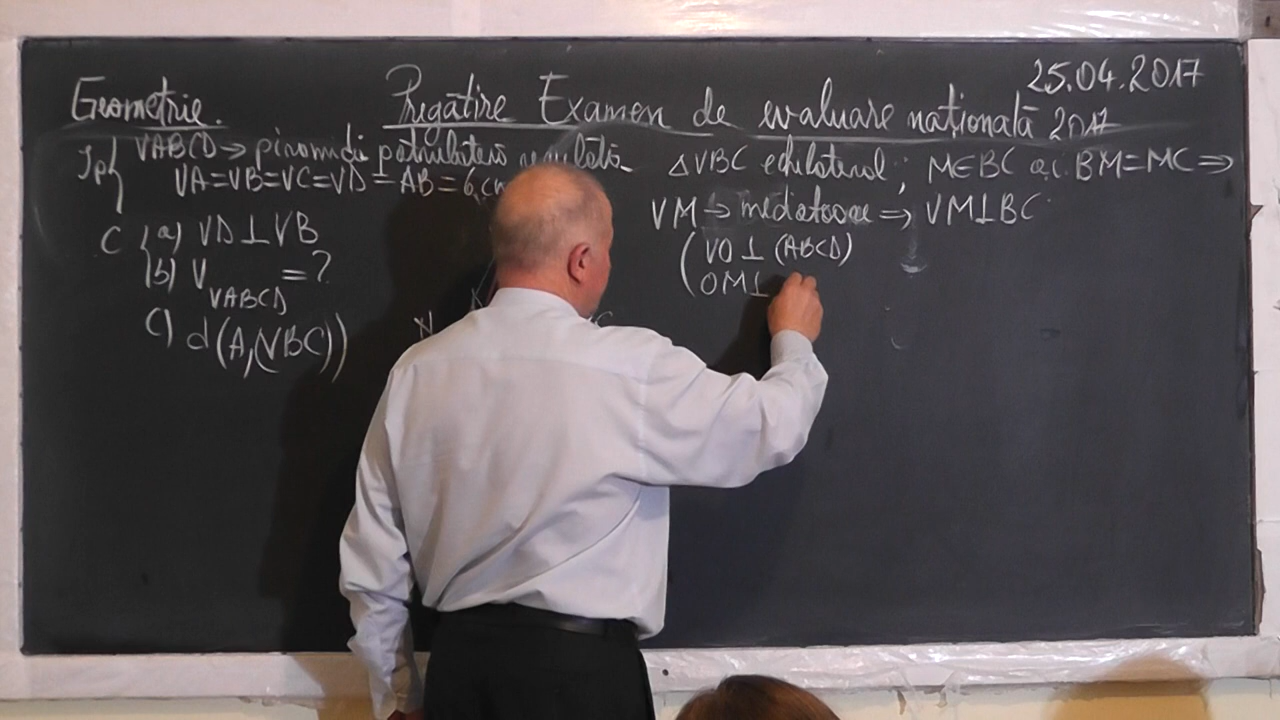 25.04.2017
Geometrie. Pregătire Examen de evaluare națională 2017
Ip VABCD → piramidă patrulateră regulată
VA=VB=VC=VD=AB=6 cm
C a) VD⊥VB
b) V_VABCD =?
c) d(A,(VBC))
△VBC echilateral; M∈BC a.i. BM=MC ⇒
VM → mediatoare ⇒ VM⊥BC
VO⊥(ABCD)
OM⊥